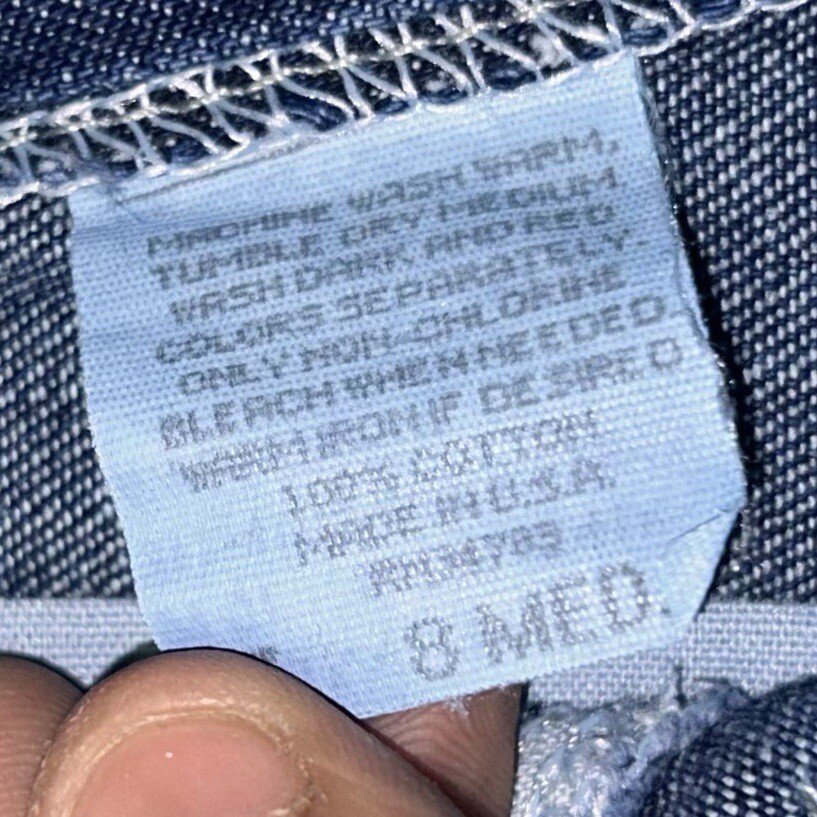 MACHINE WASH WARM,
TUMBLE DRY MEDIUM
WASH DARK AND RED
COLORS SEPARATELY.
ONLY NON-CHLORINE
BLEACH WHEN NEEDED
WARM IRON IF DESIRED
100% COTTON
MADE IN U.S.A.
8 MED.